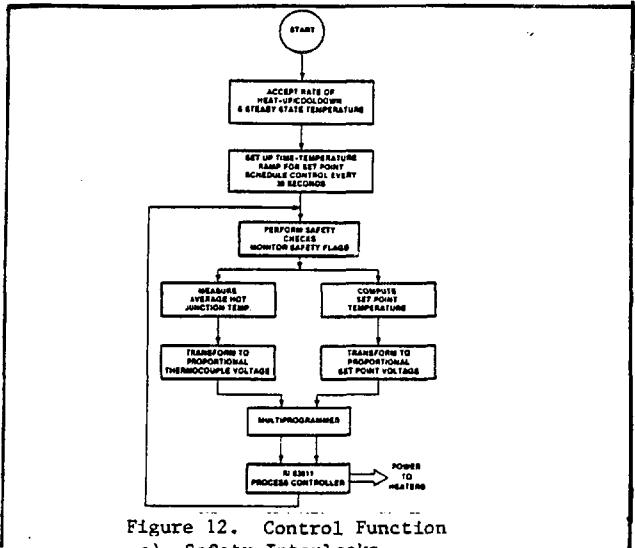 START
ACCEPT RATE OF
HEAT-UP/COOLDOWN
& STEADY STATE TEMPERATURE
SET UP TIME-TEMPERATURE
RAMP FOR SET POINT
SCHEDULE CONTROL EVERY
SECONDS
PERFORM SAFETY
CHECKS
MONITOR SAFETY FLAGS
MEASURE
AVERAGE HOT
JUNCTION TEMP.
COMPUTE
SET POINT
TEMPERATURE
TRANSFORM TO
PROPORTIONAL
THERMOCOUPLE VOLTAGE
TRANSFORM TO
PROPORTIONAL
SET POINT VOLTAGE
MULTIPROGRAMMER
PROCESS CONTROLLER
POWER
TO
HEATERS
Figure 12. Control Function
Safety Interlocks